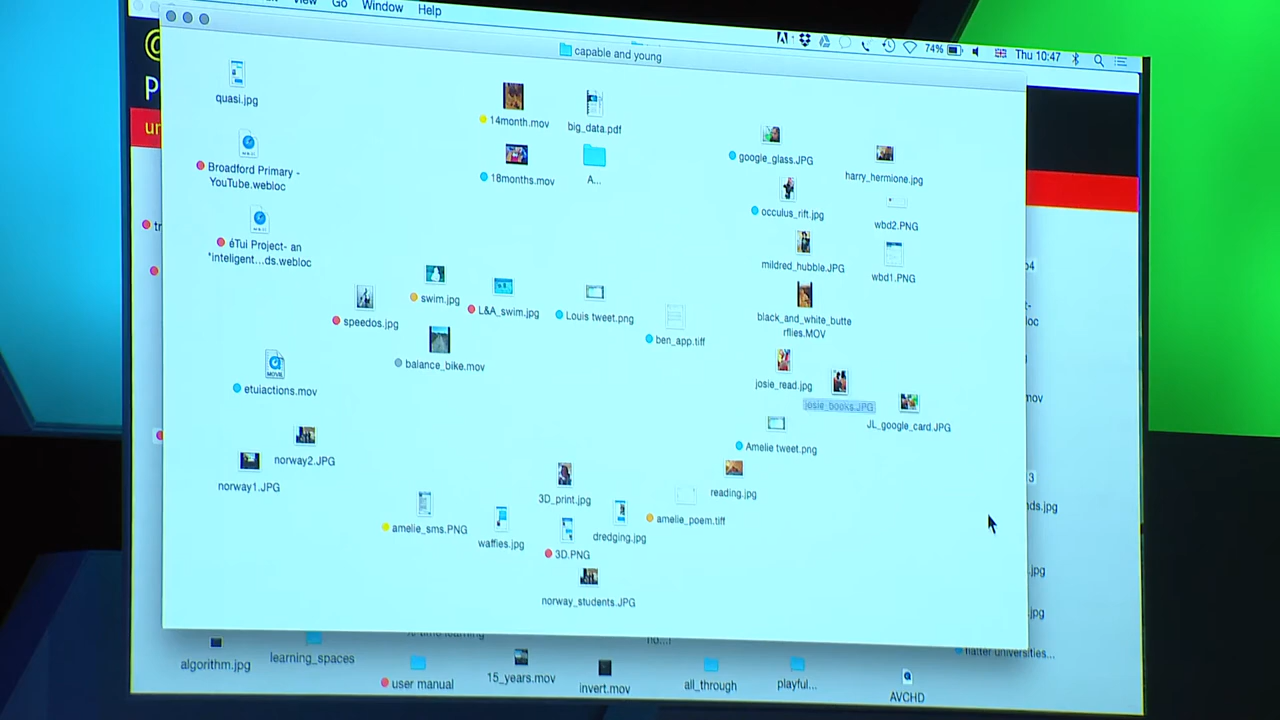 View
Go
Window
Help
74%
Thu 10:47
@
P
capable and young
quasi.jpg
14month.mov
big_data.pdf
google_glass.JPG
harry_hermione.jpg
Broadford Primary -
YouTube.webloc
18months.mov
A...
occulus_rift.jpg
wbd2.PNG
éTui Project- an
"inteligent...ds.webloc
mildred_hubble.JPG
wbd1.PNG
swim.jpg
L&A_swim.jpg
Louis tweet.png
speedos.jpg
ben_app.tiff
black_and_white_butte
rflies.MOV
balance_bike.mov
MOVIE
etuiactions.mov
josie_read.jpg
josie_books.JPG
JL_google_card.JPG
Amelie tweet.png
norway2.JPG
norway1.JPG
3D_print.jpg
reading.jpg
amelie_sms.PNG
waffies.jpg
3D.PNG
dredging.jpg
amelie_poem.tiff
norway_students.JPG
algorithm.jpg
learning_spaces
user manual
15_years.mov
invert.mov
all_through
playful...
AVCHD
flatter universities...